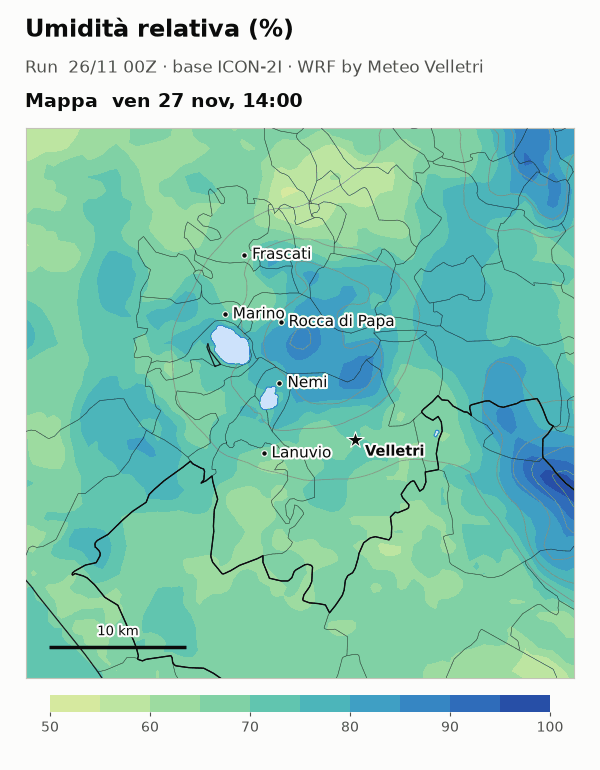 Umidità relativa (%)
Run  26/11 00Z · base ICON-2I · WRF by Meteo Velletri
Mappa  ven 27 nov, 14:00
Frascati
Marino
Rocca di Papa
Nemi
Velletri
Lanuvio
10 km
50 60 70 80 90 100